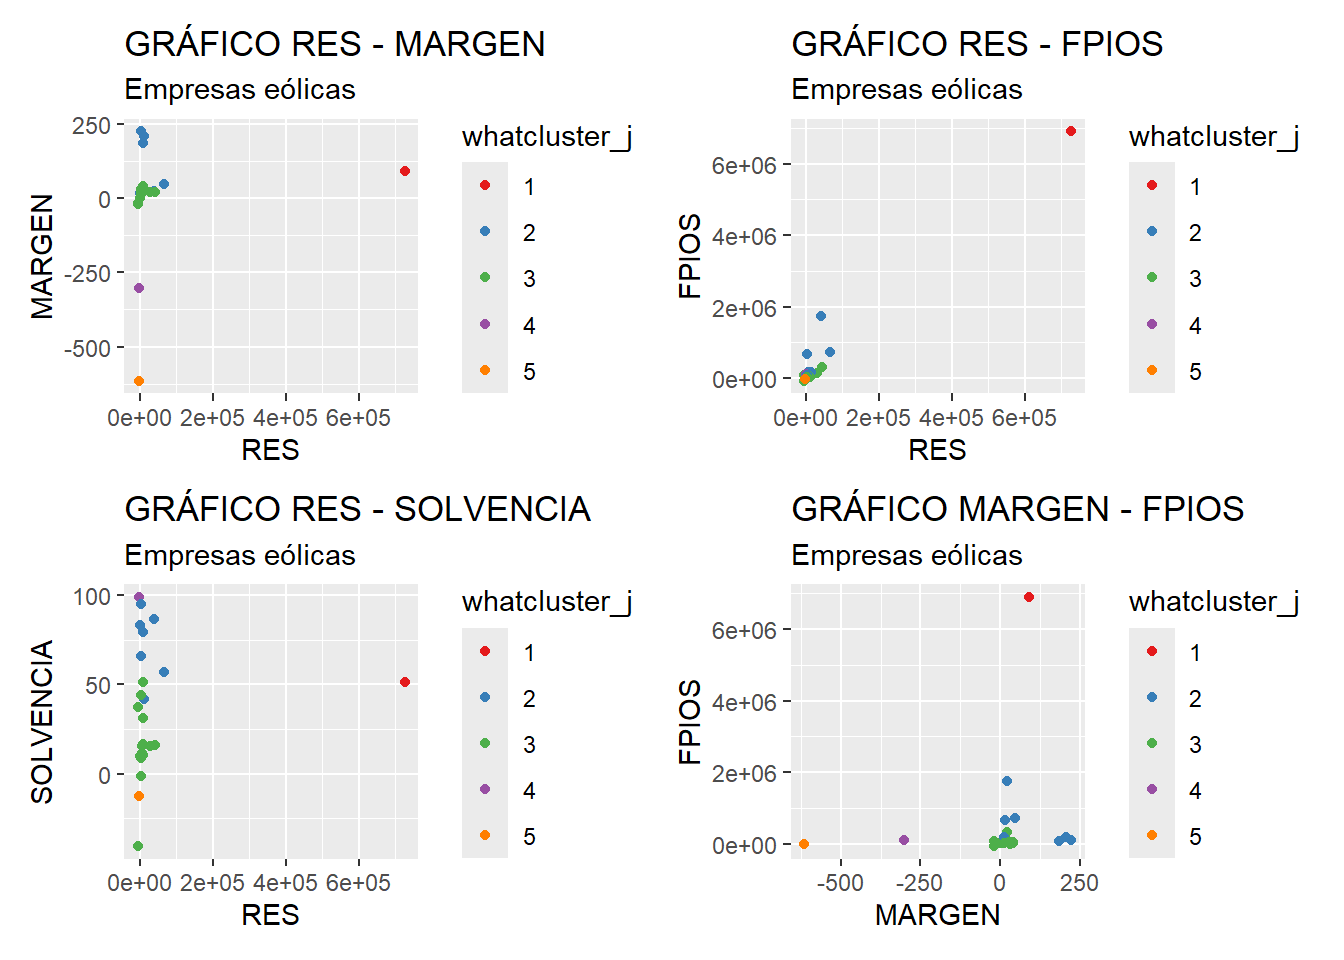 GRÁFICO RES - MARGEN
Empresas eólicas
250
0
-250
-500
MARGEN
0e+00 2e+05 4e+05 6e+05
RES
whatcluster_j
1
2
3
4
5
GRÁFICO RES - FPIOS
Empresas eólicas
6e+06
4e+06
2e+06
0e+00
FPIOS
0e+00 2e+05 4e+05 6e+05
RES
whatcluster_j
1
2
3
4
5
GRÁFICO RES - SOLVENCIA
Empresas eólicas
100
50
0
SOLVENCIA
0e+00 2e+05 4e+05 6e+05
RES
whatcluster_j
1
2
3
4
5
GRÁFICO MARGEN - FPIOS
Empresas eólicas
6e+06
4e+06
2e+06
0e+00
FPIOS
-500 -250 0 250
MARGEN
whatcluster_j
1
2
3
4
5